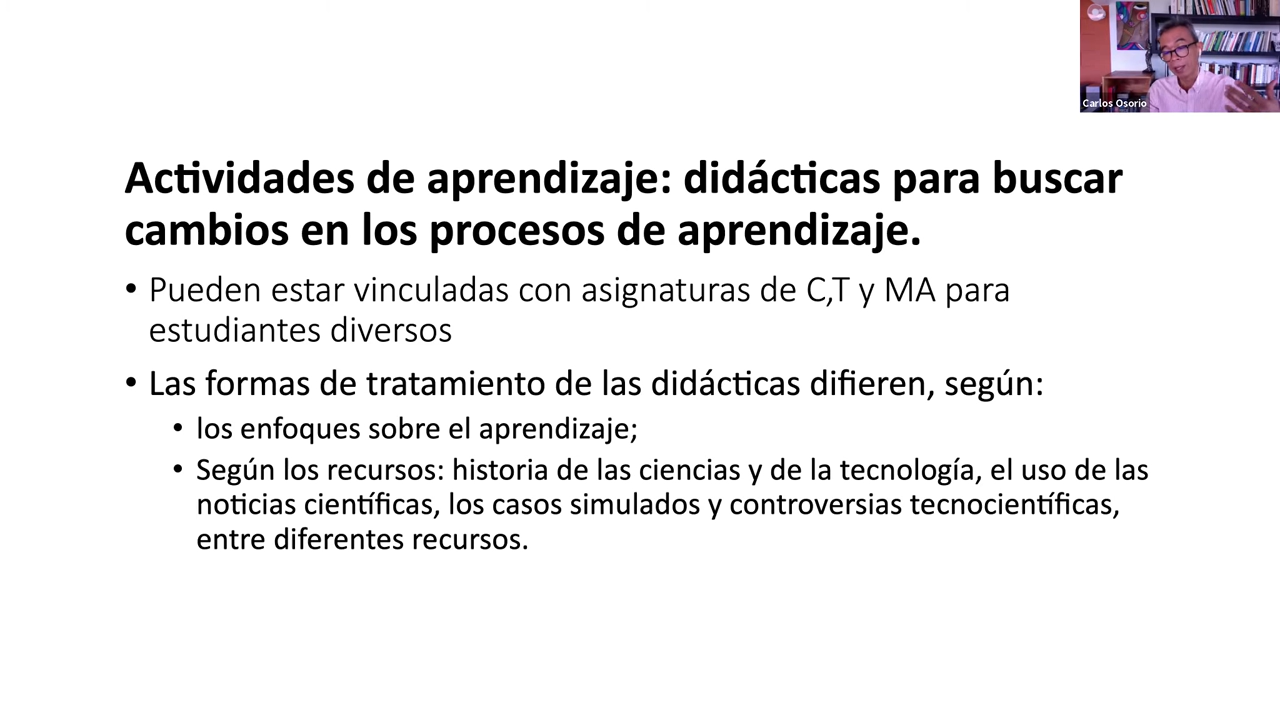 Carlos Osorio
Actividades de aprendizaje: didácticas para buscar
cambios en los procesos de aprendizaje.
• Pueden estar vinculadas con asignaturas de C,T y MA para
estudiantes diversos
• Las formas de tratamiento de las didácticas difieren, según:
• los enfoques sobre el aprendizaje;
• Según los recursos: historia de las ciencias y de la tecnología, el uso de las
noticias científicas, los casos simulados y controversias tecnocientíficas,
entre diferentes recursos.